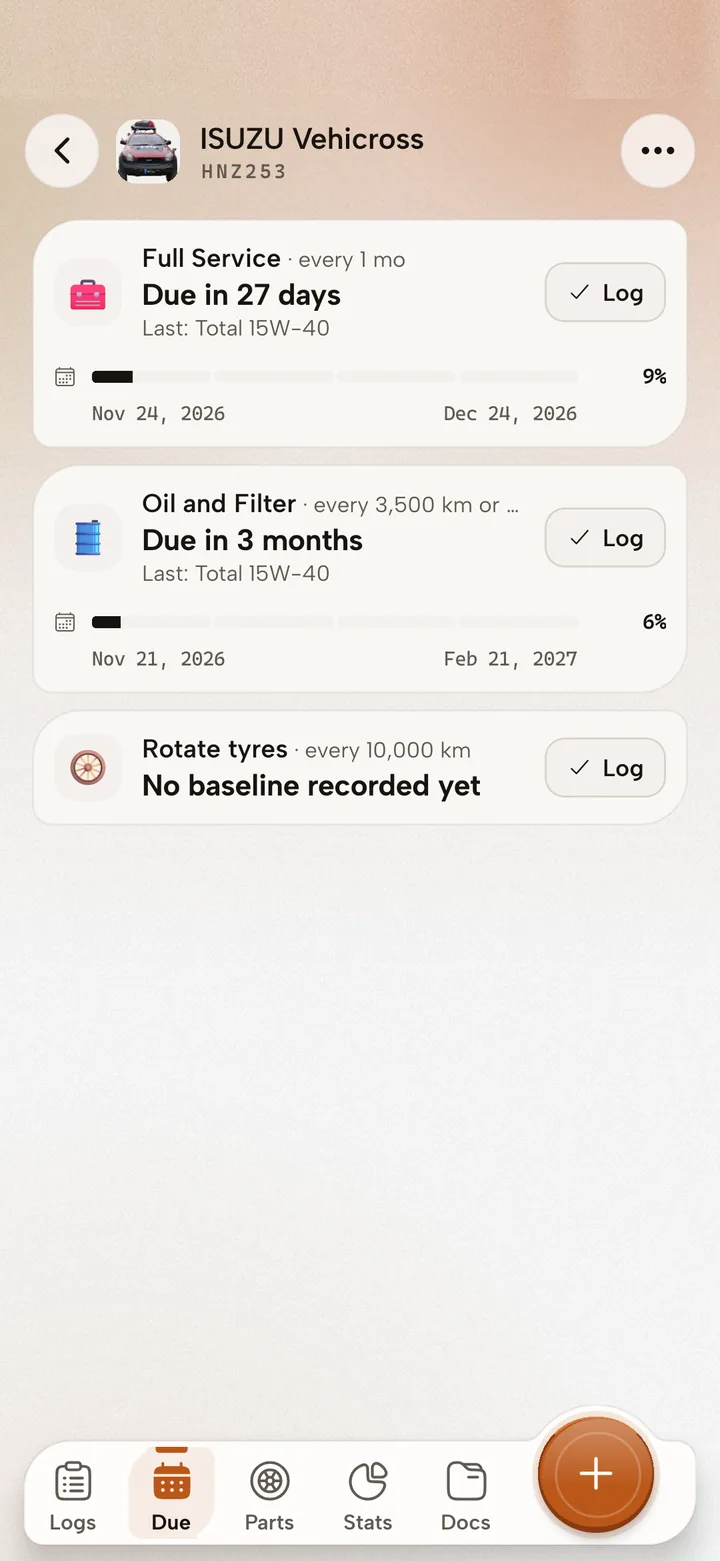 ISUZU Vehicross
HNZ253
Full Service · every 1 mo
Due in 27 days
Last: Total 15W-40
Log
9%
Nov 24, 2026 Dec 24, 2026
Oil and Filter · every 3,500 km or ...
Due in 3 months
Last: Total 15W-40
Log
6%
Nov 21, 2026 Feb 21, 2027
Rotate tyres · every 10,000 km
No baseline recorded yet
Log
Logs Due Parts Stats Docs